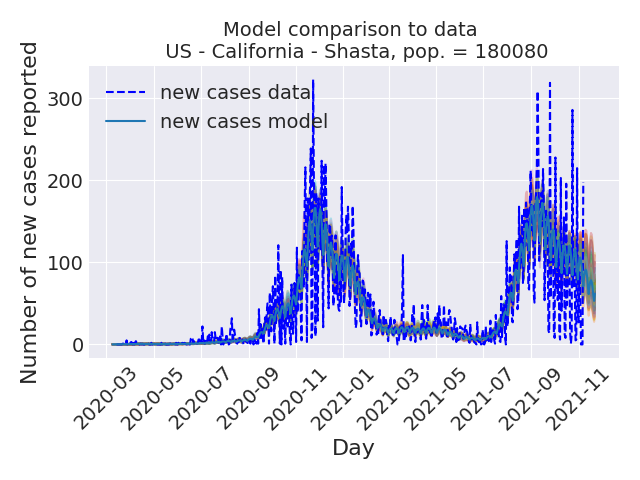 Model comparison to data
US - California - Shasta, pop. = 180080
Number of new cases reported
300
200
100
0
new cases data
new cases model
2020-03
2020-05
2020-07
2020-09
2020-11
2021-01
2021-03
2021-05
2021-07
2021-09
2021-11
Day